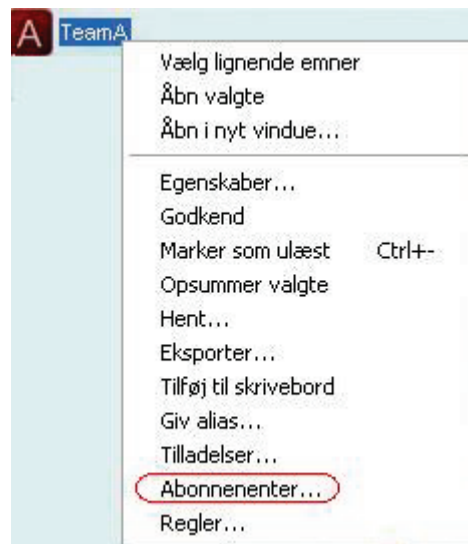 A TeamA
Vælg lignende emner
Åbn valgte
Åbn i nyt vindue...
Egenskaber...
Godkend
Marker som ulæst Ctrl+-
Opsummer valgte
Hent...
Eksporter...
Tilføj til skrivebord
Giv alias...
Tilladelser...
Abonnenenter...
Regler...